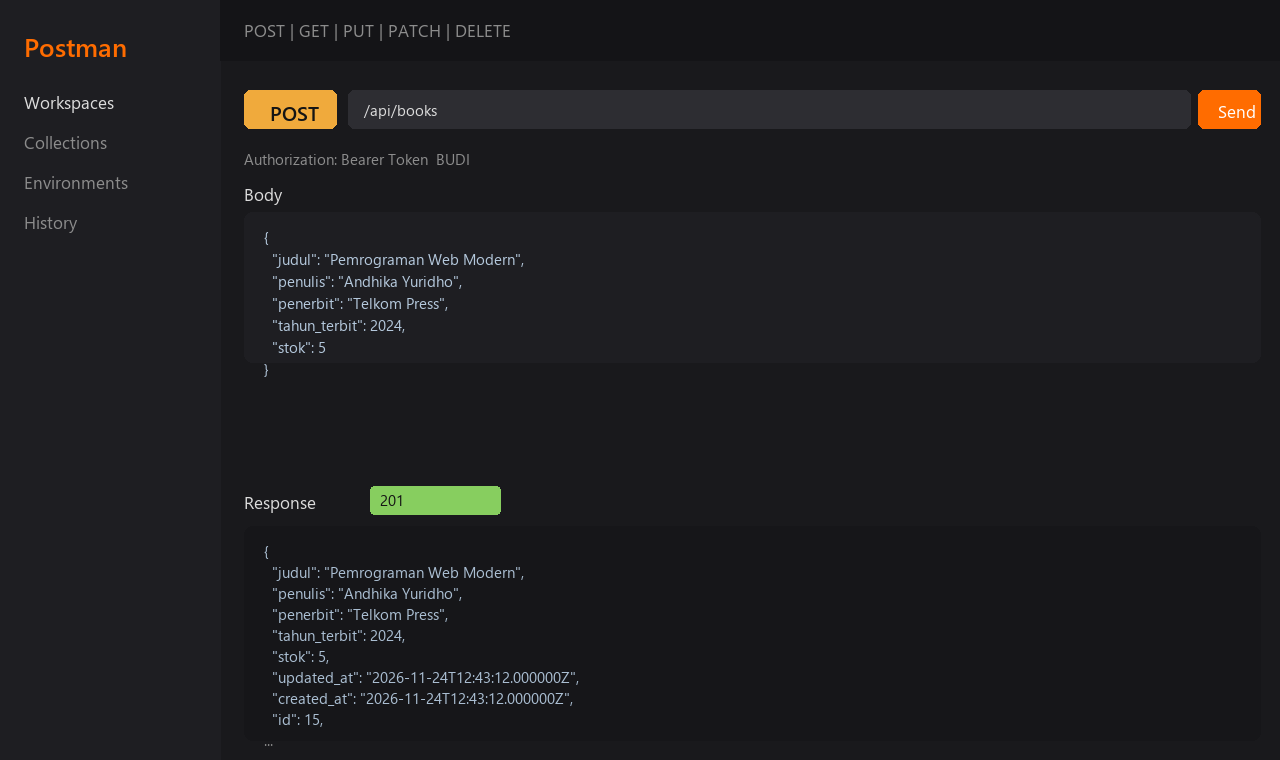 Postman
Workspaces
Collections
Environments
History
POST | GET | PUT | PATCH | DELETE
POST
/api/books
Send
Authorization: Bearer Token  BUDI
Body
{
  "judul": "Pemrograman Web Modern",
  "penulis": "Andhika Yuridho",
  "penerbit": "Telkom Press",
  "tahun_terbit": 2024,
  "stok": 5
}
Response
201
{
  "judul": "Pemrograman Web Modern",
  "penulis": "Andhika Yuridho",
  "penerbit": "Telkom Press",
  "tahun_terbit": 2024,
  "stok": 5,
  "updated_at": "2026-11-24T12:43:12.000000Z",
  "created_at": "2026-11-24T12:43:12.000000Z",
  "id": 15,
...